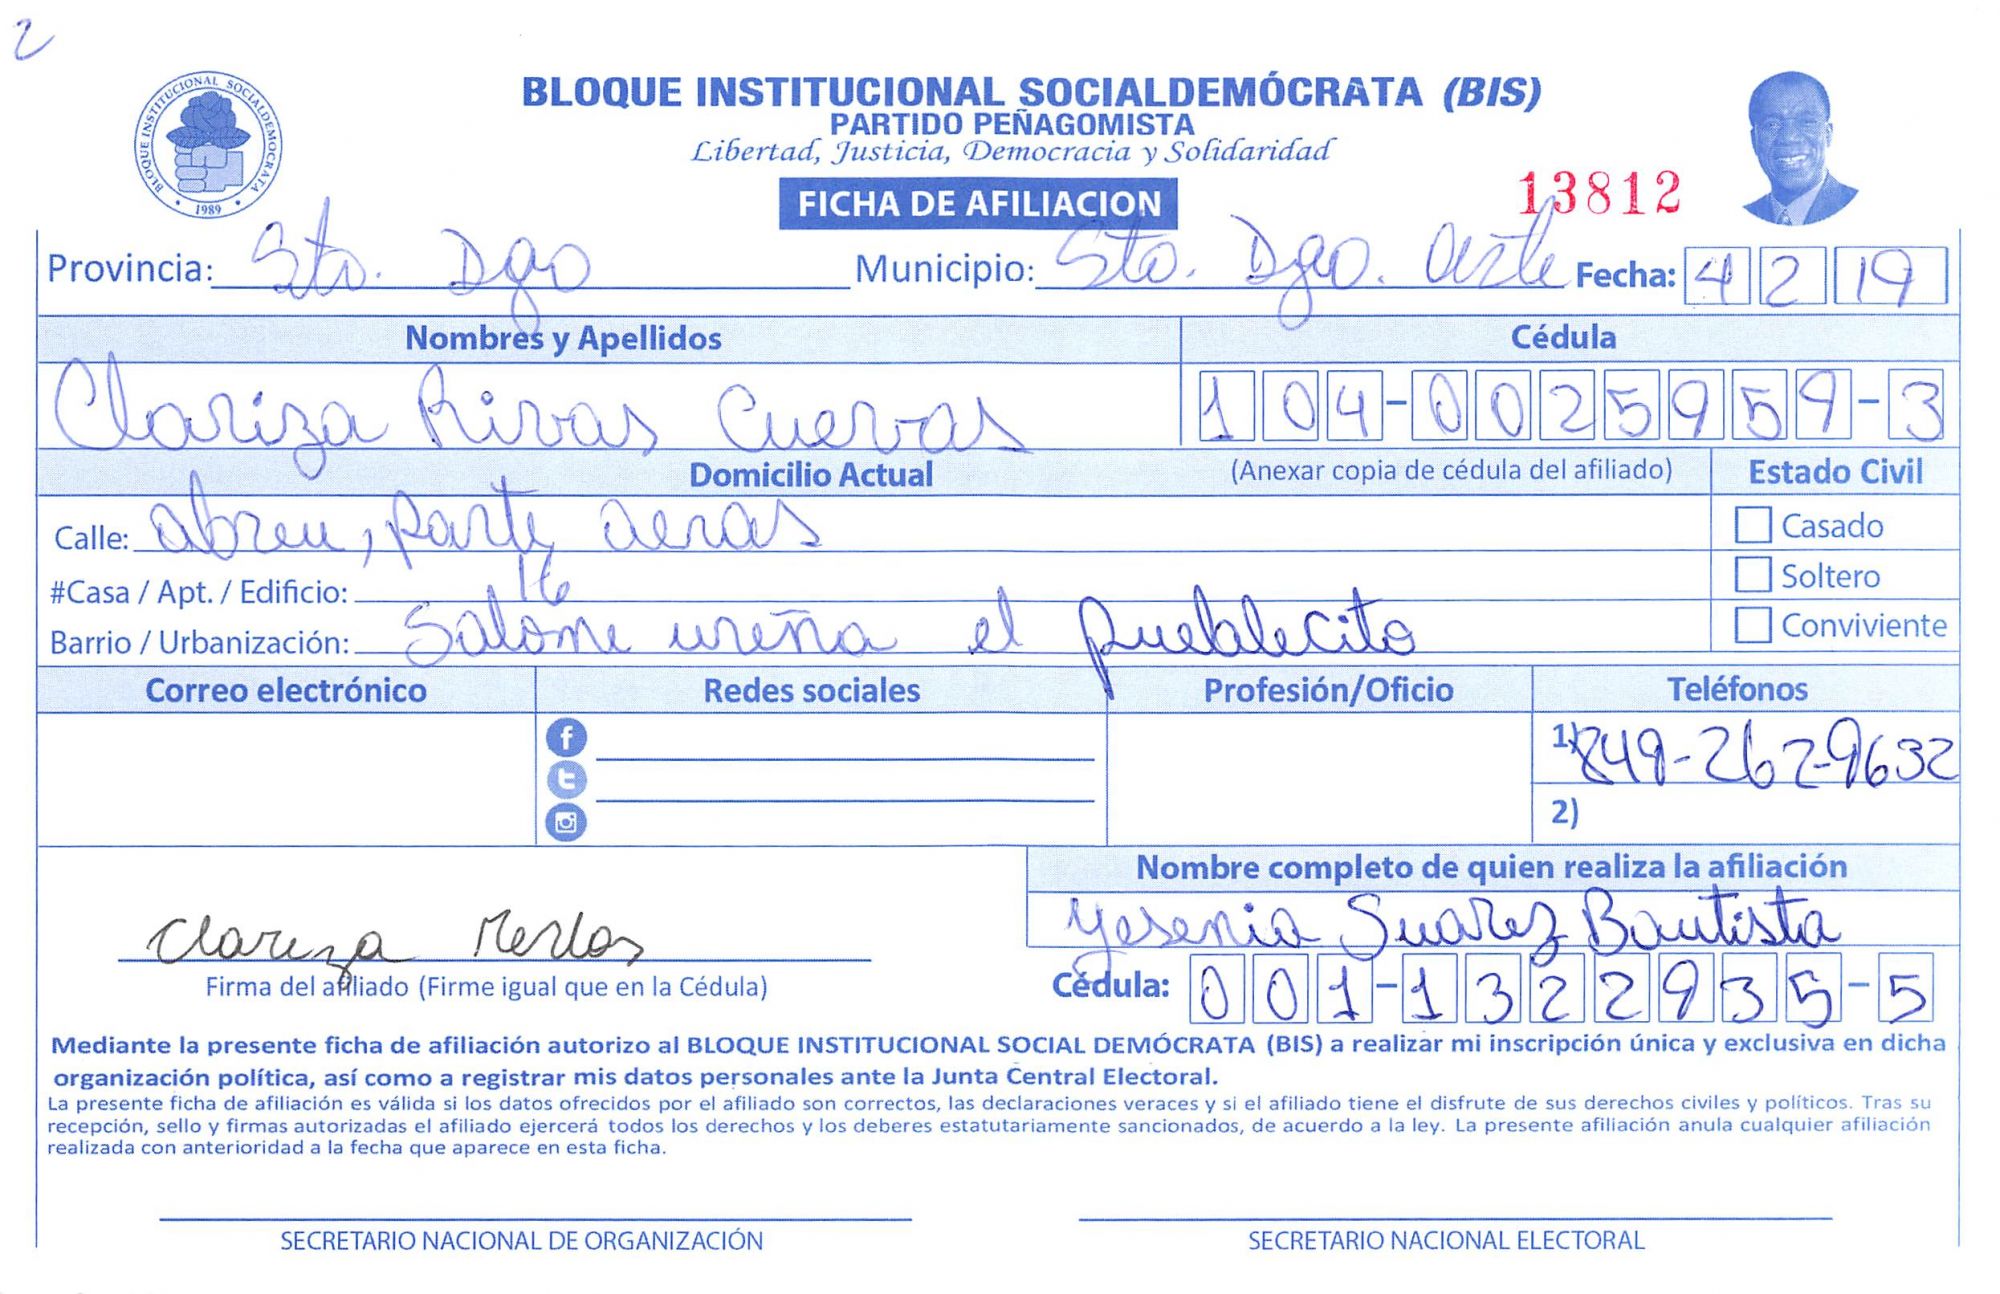 2
BLOQUE INSTITUCIONAL SOCIALDEMOCRATA
1989
BLOQUE INSTITUCIONAL SOCIALDEMÓCRATA (BIS)
PARTIDO PEÑAGOMISTA
Libertad, Justicia, Democracia y Solidaridad
FICHA DE AFILIACION
13812
Provincia: Sto. Dgo Municipio: Sto. Dgo. Fecha: 4 2 19
Nombres y Apellidos Cédula
Clariza Rivas Cuevas 104-0025959-3
Domicilio Actual (Anexar copia de cédula del afiliado) Estado Civil
Calle: abreu, parte Casado
#Casa / Apt. / Edificio: 16 Soltero
Barrio / Urbanización: Salome ureña el pueblecito Conviviente
Correo electrónico Redes sociales Profesión/Oficio Teléfonos
1) 849-262-9632
2)
Nombre completo de quien realiza la afiliación
Yesenia Suarez Bautista
Clariza
Firma del afiliado (Firme igual que en la Cédula) Cédula: 001-1322935-5
Mediante la presente ficha de afiliación autorizo al BLOQUE INSTITUCIONAL SOCIAL DEMÓCRATA (BIS) a realizar mi inscripción única y exclusiva en dicha
organización política, así como a registrar mis datos personales ante la Junta Central Electoral.
La presente ficha de afiliación es válida si los datos ofrecidos por el afiliado son correctos, las declaraciones veraces y si el afiliado tiene el disfrute de sus derechos civiles y políticos. Tras su
recepción, sello y firmas autorizadas el afiliado ejercerá todos los derechos y los deberes estatutariamente sancionados, de acuerdo a la ley. La presente afiliación anula cualquier afiliación
realizada con anterioridad a la fecha que aparece en esta ficha.
SECRETARIO NACIONAL DE ORGANIZACIÓN SECRETARIO NACIONAL ELECTORAL